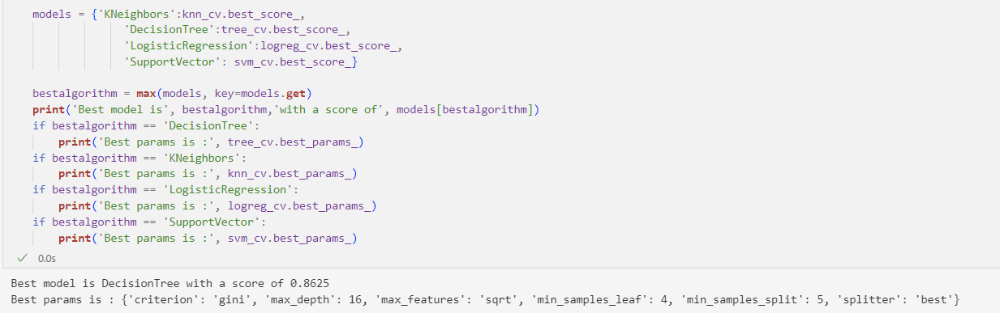 models = {'KNeighbors':knn_cv.best_score_,
'DecisionTree':tree_cv.best_score_,
'LogisticRegression':logreg_cv.best_score_,
'SupportVector': svm_cv.best_score_}
bestalgorithm = max(models, key=models.get)
print('Best model is', bestalgorithm,'with a score of', models[bestalgorithm])
if bestalgorithm == 'DecisionTree':
print('Best params is :', tree_cv.best_params_)
if bestalgorithm == 'KNeighbors':
print('Best params is :', knn_cv.best_params_)
if bestalgorithm == 'LogisticRegression':
print('Best params is :', logreg_cv.best_params_)
if bestalgorithm == 'SupportVector':
print('Best params is :', svm_cv.best_params_)
0.0s
Best model is DecisionTree with a score of 0.8625
Best params is : {'criterion': 'gini', 'max_depth': 16, 'max_features': 'sqrt', 'min_samples_leaf': 4, 'min_samples_split': 5, 'splitter': 'best'}